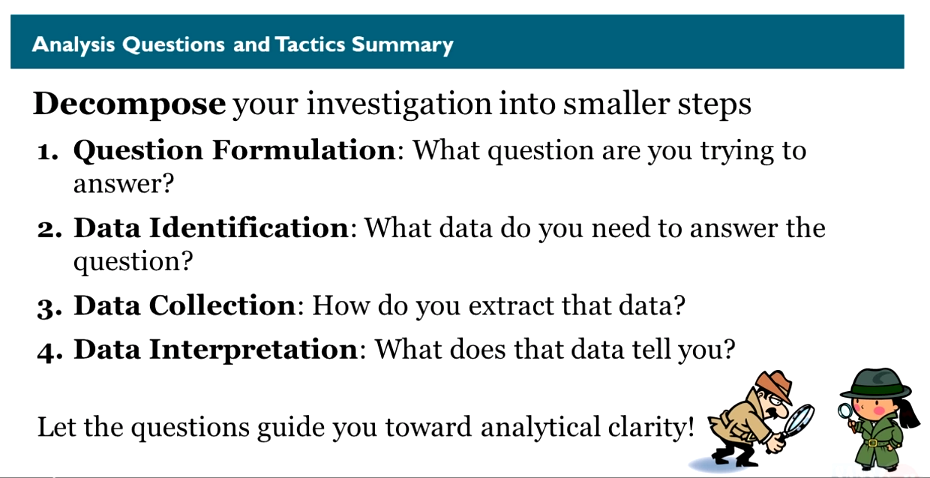 Analysis Questions and Tactics Summary
Decompose your investigation into smaller steps
1. Question Formulation: What question are you trying to
answer?
2. Data Identification: What data do you need to answer the
question?
3. Data Collection: How do you extract that data?
4. Data Interpretation: What does that data tell you?
Let the questions guide you toward analytical clarity!